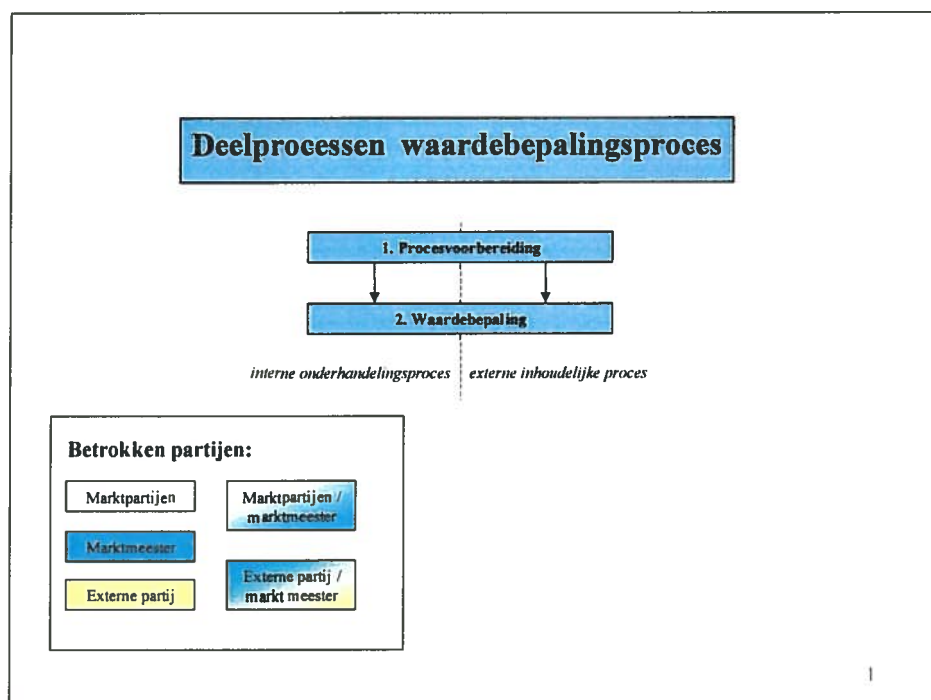 Deelprocessen waardebepalingsproces
1. Procesvoorbereiding
2. Waardebepaling
interne onderhandelingsproces
externe inhoudelijke proces
Betrokken partijen:
Marktpartijen
Marktpartijen /
marktmeester
Marktmeester
Externe partij
Externe partij /
markt meester
1